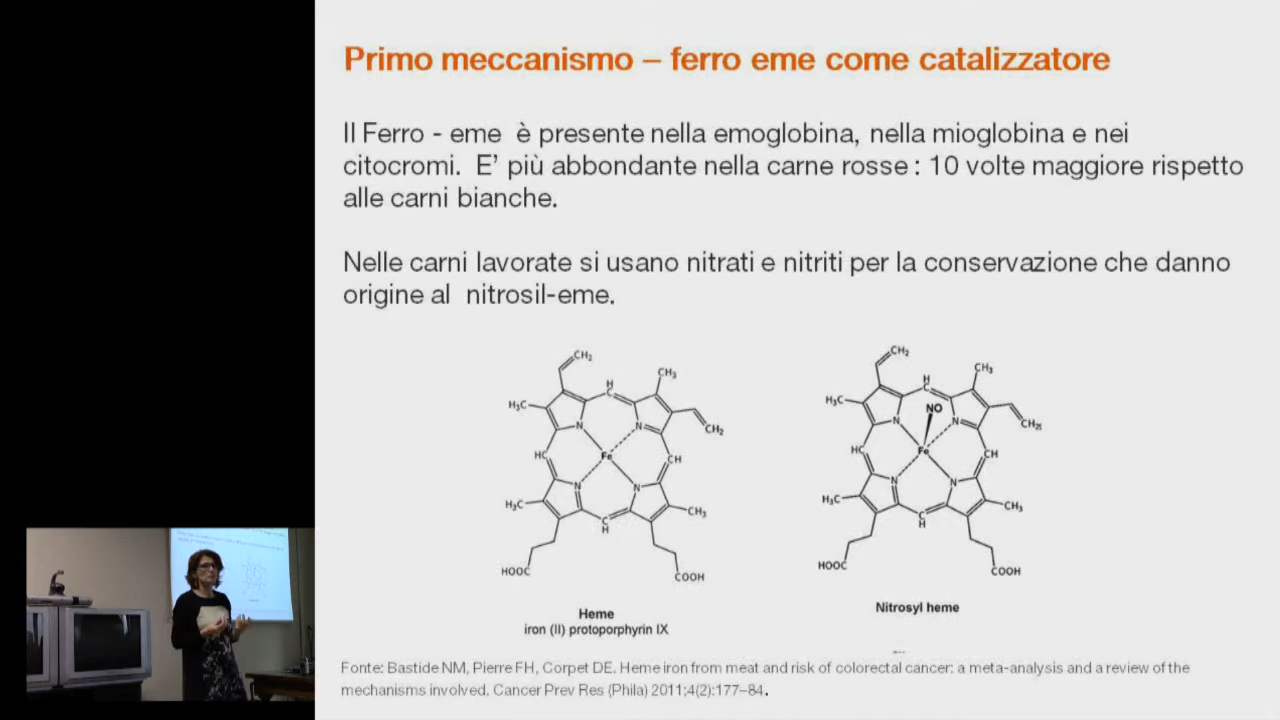 Primo meccanismo – ferro eme come catalizzatore
Il Ferro - eme è presente nella emoglobina, nella mioglobina e nei
citocromi. E’ più abbondante nella carne rosse : 10 volte maggiore rispetto
alle carni bianche.
Nelle carni lavorate si usano nitrati e nitriti per la conservazione che danno
origine al nitrosil-eme.
CH₂
H
C
CH₃
H₃C
N
N
CH₂
HC
Fe
CH
N
N
H₃C
CH₃
C
H
HOOC
COOH
Heme
iron (II) protoporphyrin IX
CH₂
H
C
CH₃
H₃C
NO
N
N
HC
Fe
CH
N
N
H₃C
CH₃
C
H
HOOC
COOH
Nitrosyl heme
Fonte: Bastide NM, Pierre FH, Corpet DE. Heme iron from meat and risk of colorectal cancer: a meta-analysis and a review of the
mechanisms involved. Cancer Prev Res (Phila) 2011;4(2):177–84.